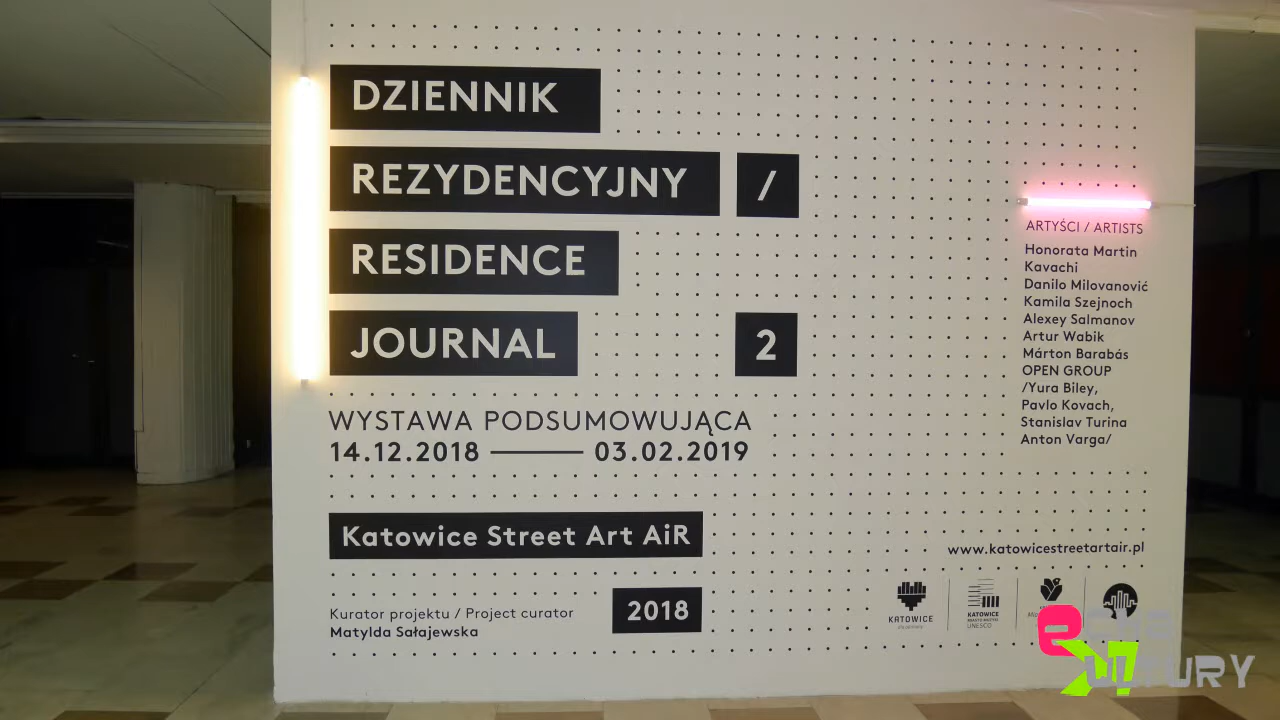 DZIENNIK
REZYDENCYJNY /
RESIDENCE
JOURNAL 2
WYSTAWA PODSUMOWUJĄCA
14.12.2018 — 03.02.2019
Katowice Street Art AiR
Kurator projektu / Project curator
Matylda Sałajewska
2018
ARTYŚCI / ARTISTS
Honorata Martin
Kavachi
Danilo Milovanović
Kamila Szejnoch
Alexey Salmanov
Artur Wabik
Márton Barabás
OPEN GROUP
/Yura Biley,
Pavlo Kovach,
Stanislav Turina
Anton Varga/
www.katowicestreetartair.pl
KATOWICE
KATOWICE
MIASTO MUZYKI
UNESCO